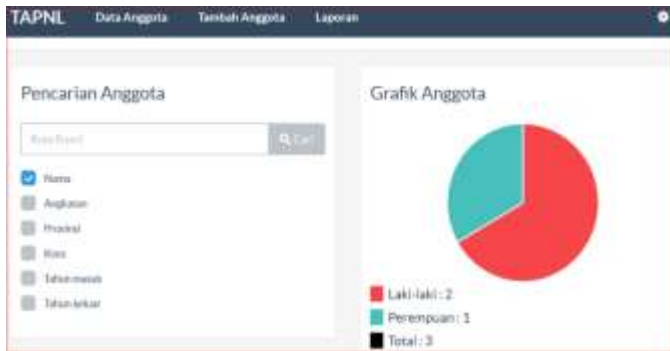 TAPNL Data Anggota Tambah Anggota Laporan
Pencarian Anggota
Cari
Nama
Angkatan
Provinsi
Kota
Tahun masuk
Tahun keluar
Grafik Anggota
Laki-laki : 2
Perempuan : 1
Total : 3